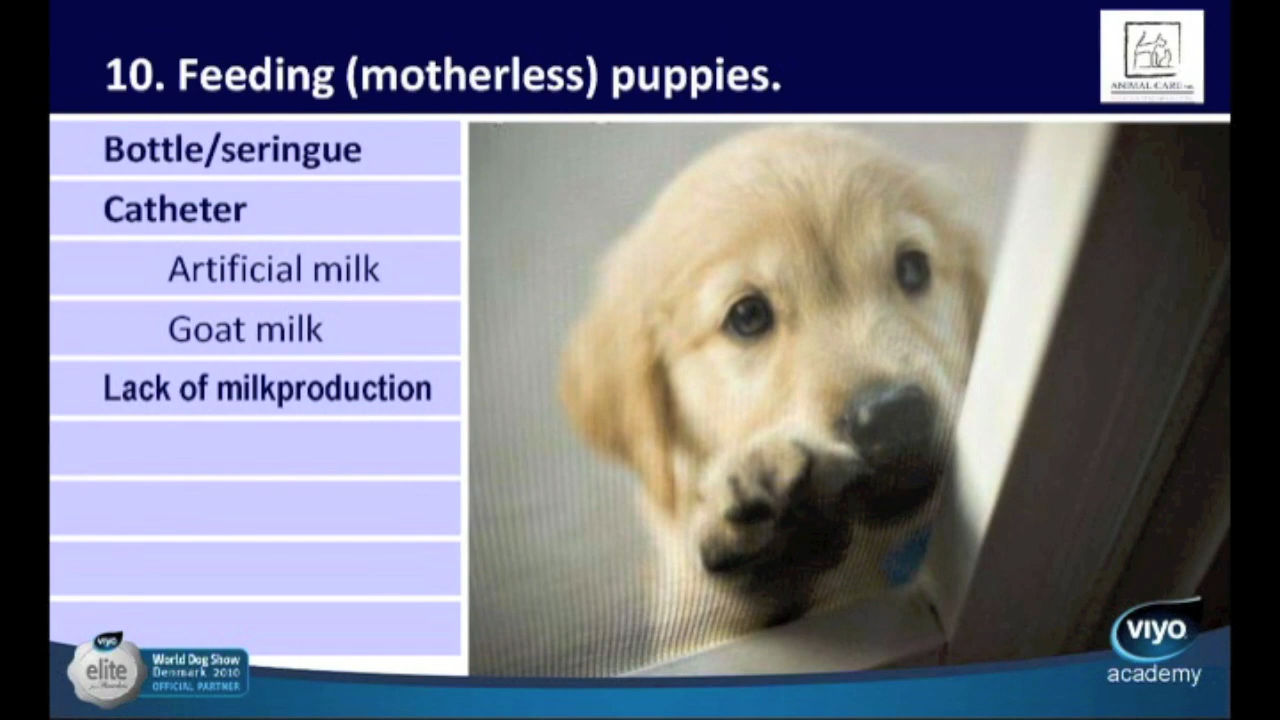 10. Feeding (motherless) puppies.
ANIMAL CARE
Bottle/seringue
Catheter
Artificial milk
Goat milk
Lack of milkproduction
viyo
elite
World Dog Show
Denmark 2010
OFFICIAL PARTNER
viyo
academy